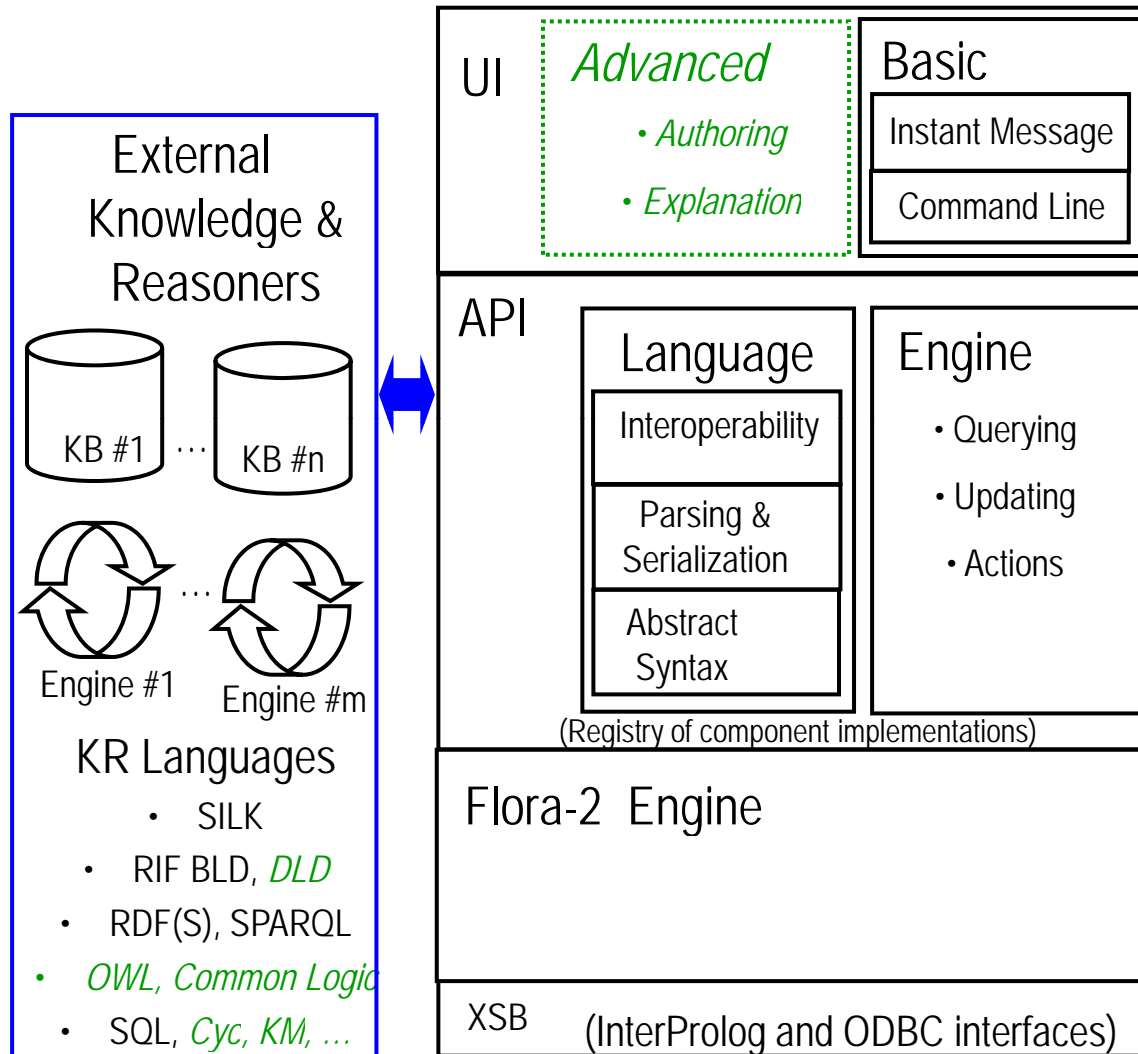 External
Knowledge &
Reasoners
KB #1
...
KB #n
...
Engine #1
Engine #m
KR Languages
• SILK
• RIF BLD, DLD
• RDF(S), SPARQL
• OWL, Common Logic
• SQL, Cyc, KM, ...
UI
Advanced
• Authoring
• Explanation
Basic
Instant Message
Command Line
API
Language
Interoperability
Parsing &
Serialization
Abstract
Syntax
Engine
• Querying
• Updating
• Actions
(Registry of component implementations)
Flora-2 Engine
XSB
(InterProlog and ODBC interfaces)